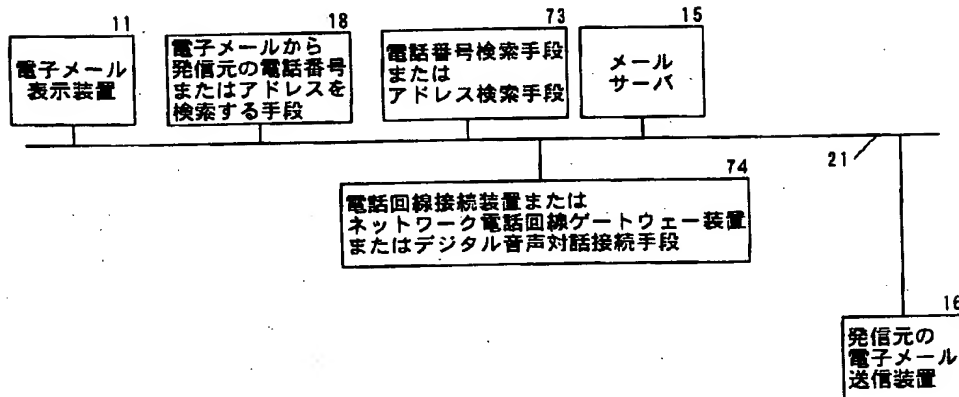 11
電子メール
表示装置
18
電子メールから
発信元の電話番号
またはアドレスを
検索する手段
73
電話番号検索手段
または
アドレス検索手段
15
メール
サーバ
21
74
電話回線接続装置または
ネットワーク電話回線ゲートウェー装置
またはデジタル音声対話接続手段
16
発信元の
電子メール
送信装置